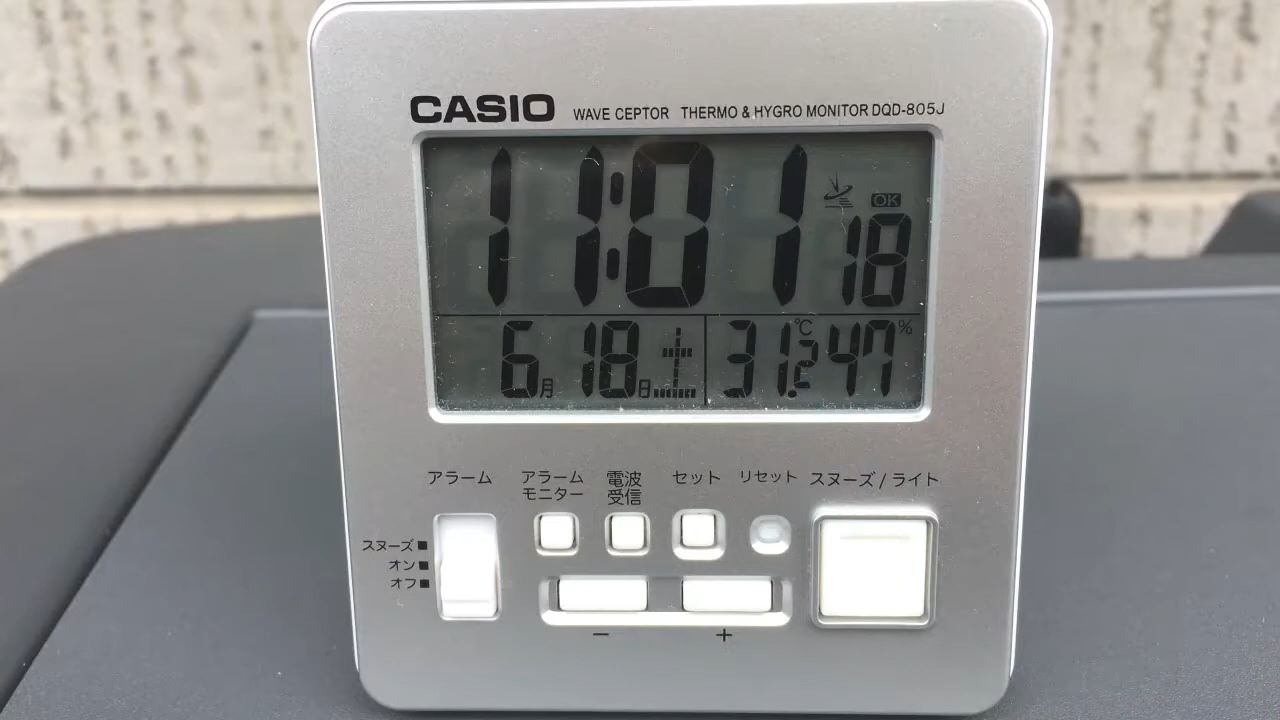 CASIO WAVE CEPTOR THERMO & HYGRO MONITOR DQD-805J
OK
11:01 18
6月 18日 土 31.2℃ 47%
アラーム アラームモニター 電波受信 セット リセット スヌーズ / ライト
スヌーズ
オン
オフ
− +